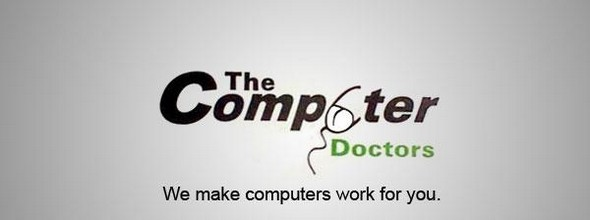 The
Computer
Doctors
We make computers work for you.